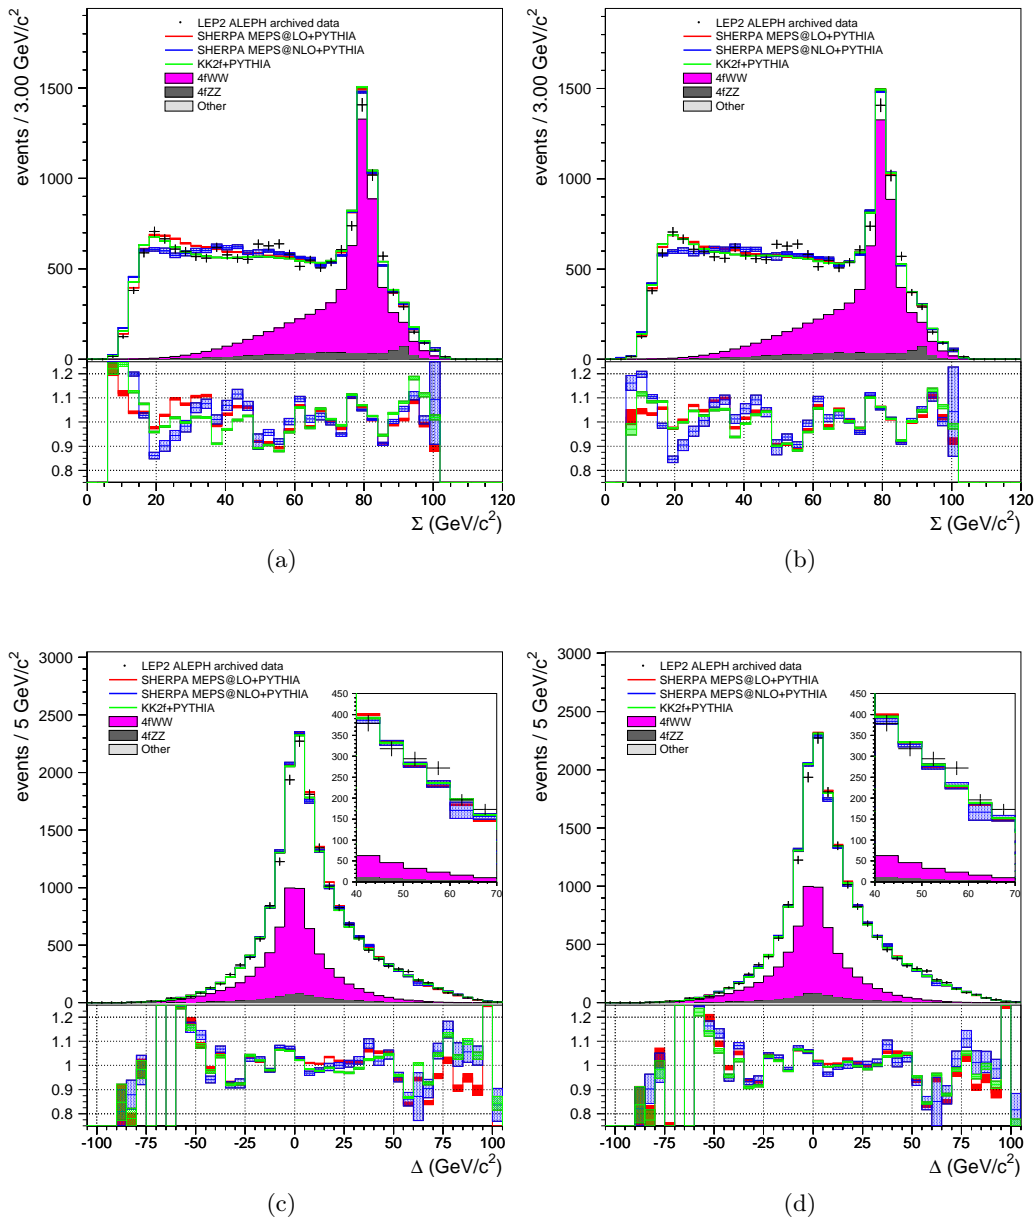 events / 3.00 GeV/c²
LEP2 ALEPH archived data
SHERPA MEPS@LO+PYTHIA
SHERPA MEPS@NLO+PYTHIA
KK2f+PYTHIA
4fWW
4fZZ
Other
1500
1000
500
0
1.2
1.1
1
0.9
0.8
0 20 40 60 80 100 120
Σ (GeV/c²)
(a)
events / 3.00 GeV/c²
LEP2 ALEPH archived data
SHERPA MEPS@LO+PYTHIA
SHERPA MEPS@NLO+PYTHIA
KK2f+PYTHIA
4fWW
4fZZ
Other
1500
1000
500
0
1.2
1.1
1
0.9
0.8
0 20 40 60 80 100 120
Σ (GeV/c²)
(b)
events / 5 GeV/c²
LEP2 ALEPH archived data
SHERPA MEPS@LO+PYTHIA
SHERPA MEPS@NLO+PYTHIA
KK2f+PYTHIA
4fWW
4fZZ
Other
3000
2500
2000
1500
1000
500
0
450
400
350
300
250
200
150
100
50
0
40 50 60 70
1.2
1.1
1
0.9
0.8
-100 -75 -50 -25 0 25 50 75 100
Δ (GeV/c²)
(c)
events / 5 GeV/c²
LEP2 ALEPH archived data
SHERPA MEPS@LO+PYTHIA
SHERPA MEPS@NLO+PYTHIA
KK2f+PYTHIA
4fWW
4fZZ
Other
3000
2500
2000
1500
1000
500
0
450
400
350
300
250
200
150
100
50
0
40 50 60 70
1.2
1.1
1
0.9
0.8
-100 -75 -50 -25 0 25 50 75 100
Δ (GeV/c²)
(d)